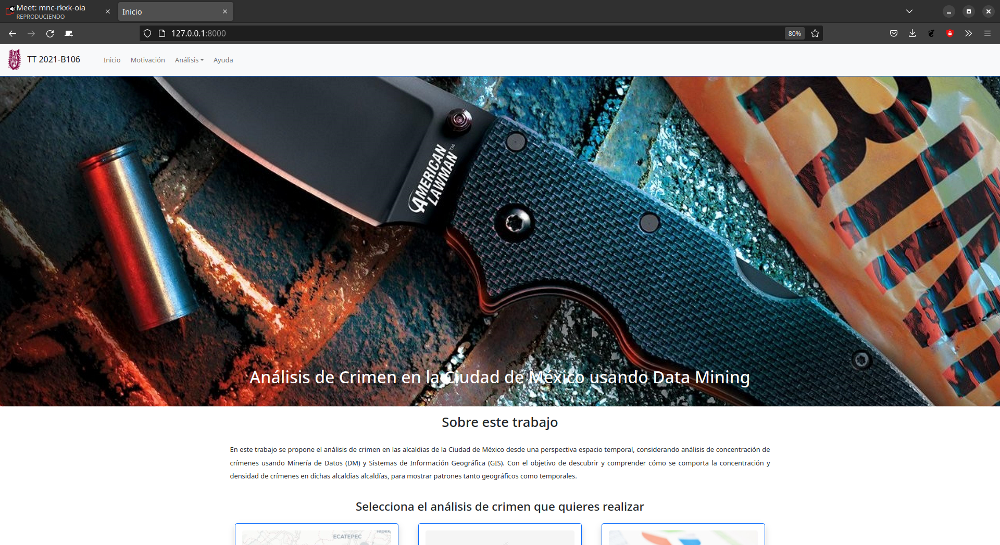 Meet: mnc-rkxk-oia
REPRODUCIENDO
Inicio
127.0.0.1:8000
80%
TT 2021-B106
Inicio
Motivación
Análisis
Ayuda
AMERICAN
LAWMAN™
Análisis de Crimen en la Ciudad de México usando Data Mining
Sobre este trabajo
En este trabajo se propone el análisis de crimen en las alcaldias de la Ciudad de México desde una perspectiva espacio temporal, considerando análisis de concentración de
crímenes usando Minería de Datos (DM) y Sistemas de Información Geográfica (GIS). Con el objetivo de descubrir y comprender cómo se comporta la concentración y
densidad de crímenes en dichas alcaldias alcaldías, para mostrar patrones tanto geográficos como temporales.
Selecciona el análisis de crimen que quieres realizar
ECATEPEC